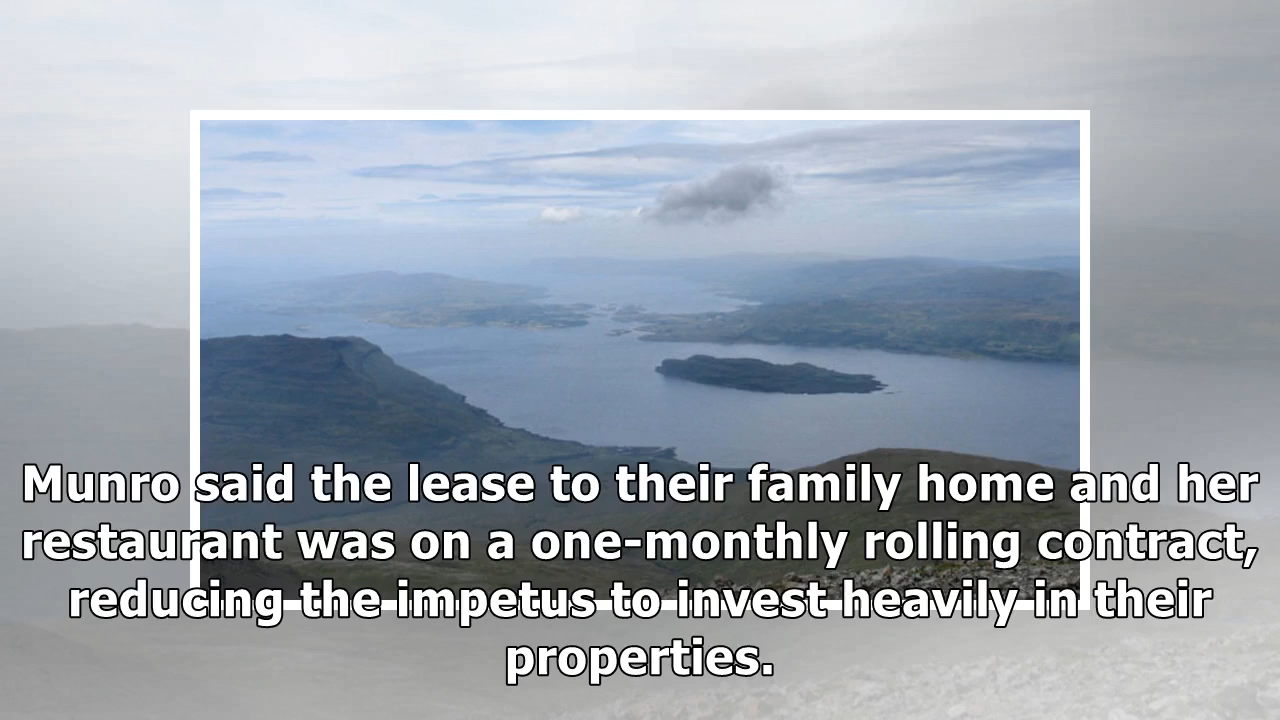 Munro said the lease to their family home and her
restaurant was on a one-monthly rolling contract,
reducing the impetus to invest heavily in their
properties.